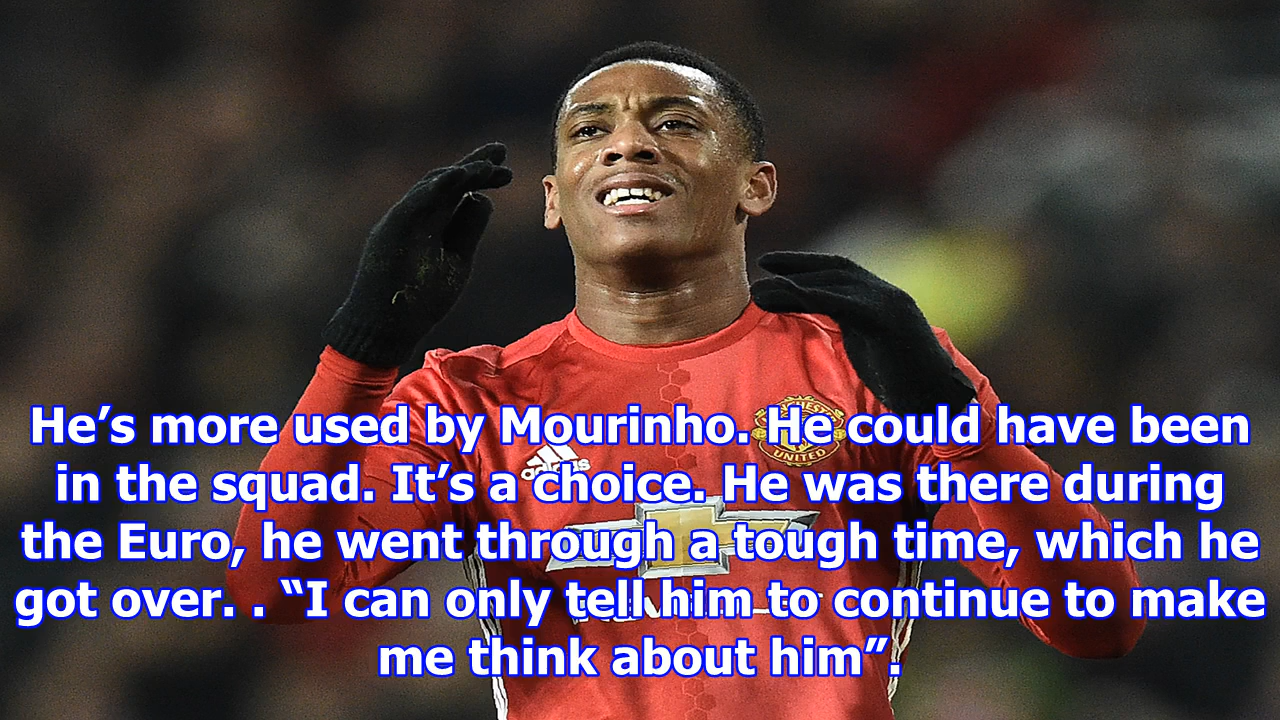 He’s more used by Mourinho. He could have been
in the squad. It’s a choice. He was there during
the Euro, he went through a tough time, which he
got over. . “I can only tell him to continue to make
me think about him”.
adidas
UNITED